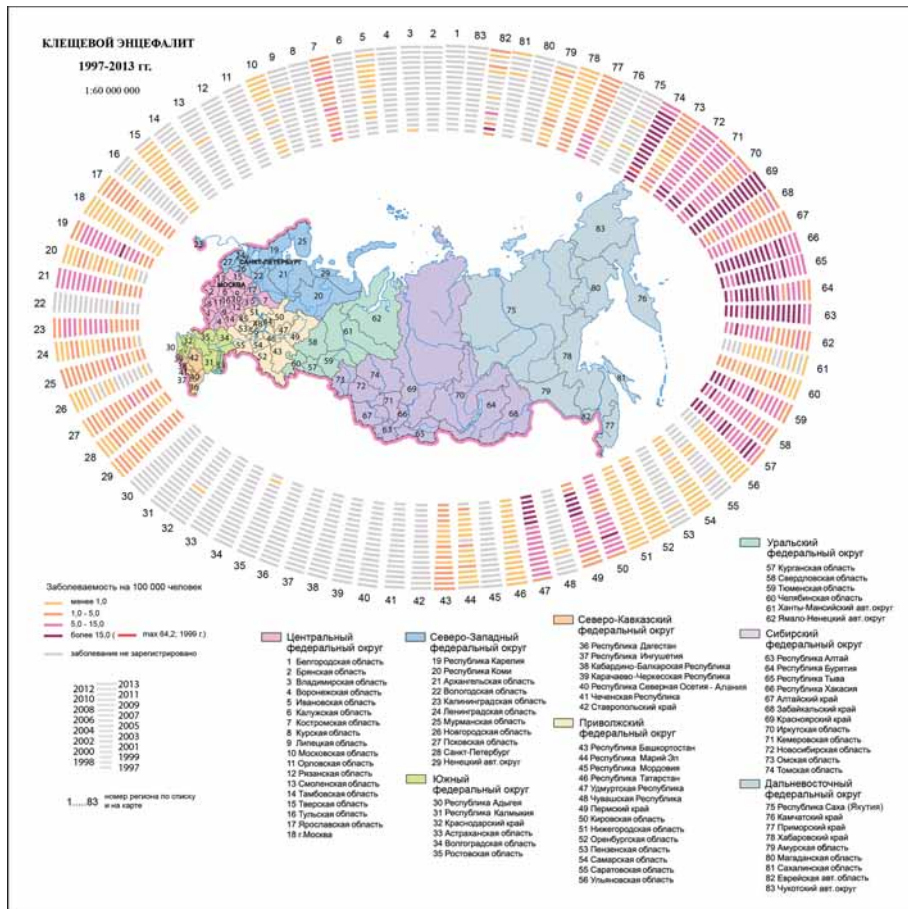 КЛЕЩЕВОЙ ЭНЦЕФАЛИТ
1997-2013 гг.
1:60 000 000
САНКТ-ПЕТЕРБУРГ
МОСКВА
Заболеваемость на 100 000 человек
менее 1,0
1,0 - 5,0
5,0 - 15,0
более 15,0 ( max 64,2; 1999 г.)
заболевания не зарегистрировано
2013
2012
2011
2010
2009
2008
2007
2006
2005
2004
2003
2002
2001
2000
1999
1998
1997
1.....83 номер региона по списку
и на карте
Центральный
федеральный округ
1 Белгородская область
2 Брянская область
3 Владимирская область
4 Воронежская область
5 Ивановская область
6 Калужская область
7 Костромская область
8 Курская область
9 Липецкая область
10 Московская область
11 Орловская область
12 Рязанская область
13 Смоленская область
14 Тамбовская область
15 Тверская область
16 Тульская область
17 Ярославская область
18 г.Москва
Северо-Западный
федеральный округ
19 Республика Карелия
20 Республика Коми
21 Архангельская область
22 Вологодская область
23 Калининградская область
24 Ленинградская область
25 Мурманская область
26 Новгородская область
27 Псковская область
28 Санкт-Петербург
29 Ненецкий авт. округ
Южный
федеральный округ
30 Республика Адыгея
31 Республика Калмыкия
32 Краснодарский край
33 Астраханская область
34 Волгоградская область
35 Ростовская область
Северо-Кавказский
федеральный округ
36 Республика Дагестан
37 Республика Ингушетия
38 Кабардино-Балкарская Республика
39 Карачаево-Черкесская Республика
40 Республика Северная Осетия - Алания
41 Чеченская Республика
42 Ставропольский край
Приволжский
федеральный округ
43 Республика Башкортостан
44 Республика Марий Эл
45 Республика Мордовия
46 Республика Татарстан
47 Удмуртская Республика
48 Чувашская Республика
49 Пермский край
50 Кировская область
51 Нижегородская область
52 Оренбургская область
53 Пензенская область
54 Самарская область
55 Саратовская область
56 Ульяновская область
Уральский
федеральный округ
57 Курганская область
58 Свердловская область
59 Тюменская область
60 Челябинская область
61 Ханты-Мансийский авт. округ
62 Ямало-Ненецкий авт. округ
Сибирский
федеральный округ
63 Республика Алтай
64 Республика Бурятия
65 Республика Тыва
66 Республика Хакасия
67 Алтайский край
68 Забайкальский край
69 Красноярский край
70 Иркутская область
71 Кемеровская область
72 Новосибирская область
73 Омская область
74 Томская область
Дальневосточный
федеральный округ
75 Республика Саха (Якутия)
76 Камчатский край
77 Приморский край
78 Хабаровский край
79 Амурская область
80 Магаданская область
81 Сахалинская область
82 Еврейская авт. область
83 Чукотский авт. округ